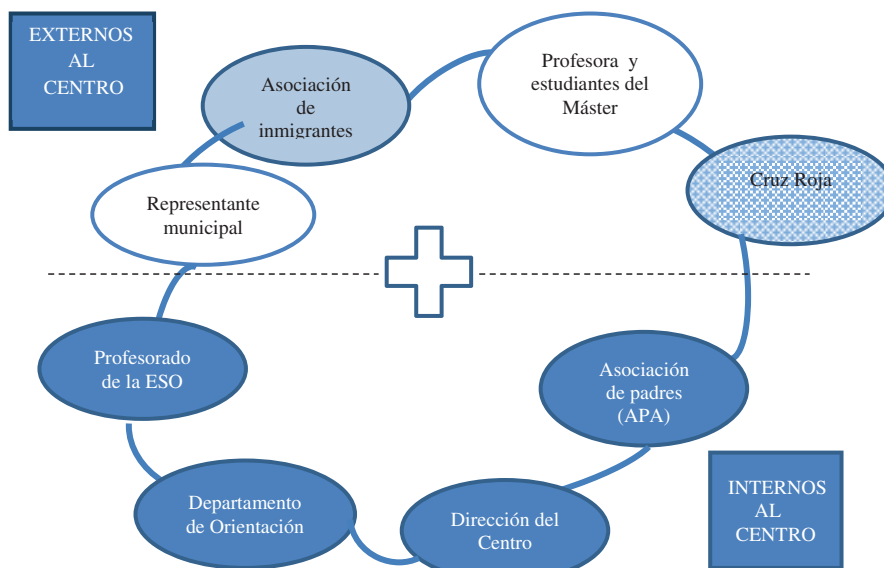 EXTERNOS
AL
CENTRO
Asociación
de
inmigrantes
Profesora y
estudiantes del
Máster
Cruz Roja
Representante
municipal
Profesorado
de la ESO
Asociación
de padres
(APA)
Departamento
de Orientación
Dirección del
Centro
INTERNOS
AL
CENTRO